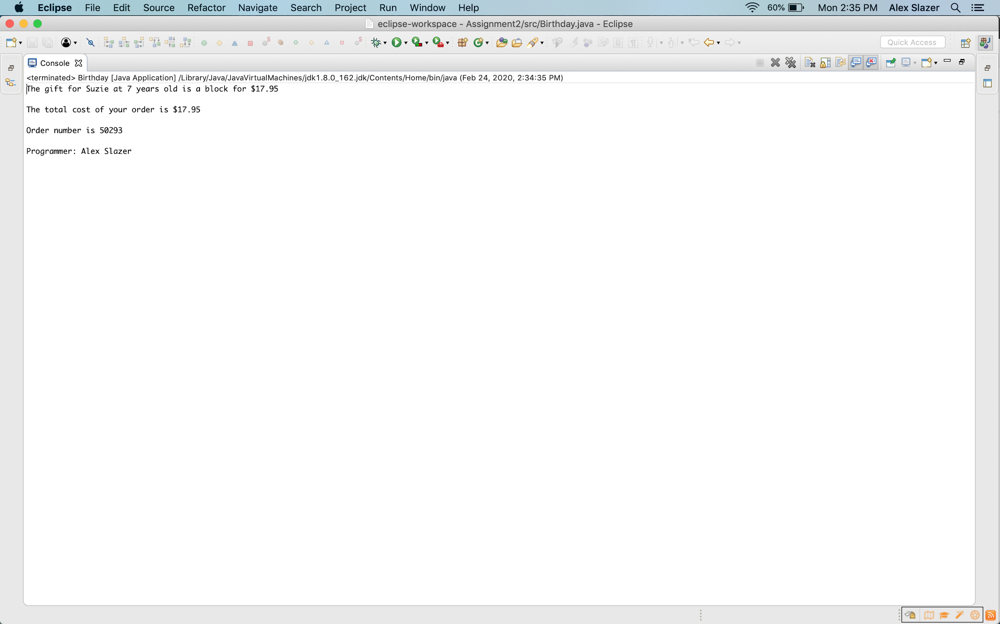 Eclipse File Edit Source Refactor Navigate Search Project Run Window Help 60% Mon 2:35 PM Alex Slazer
eclipse-workspace - Assignment2/src/Birthday.java - Eclipse
Quick Access
Console
<terminated> Birthday [Java Application] /Library/Java/JavaVirtualMachines/jdk1.8.0_162.jdk/Contents/Home/bin/java (Feb 24, 2020, 2:34:35 PM)
The gift for Suzie at 7 years old is a block for $17.95
The total cost of your order is $17.95
Order number is 50293
Programmer: Alex Slazer